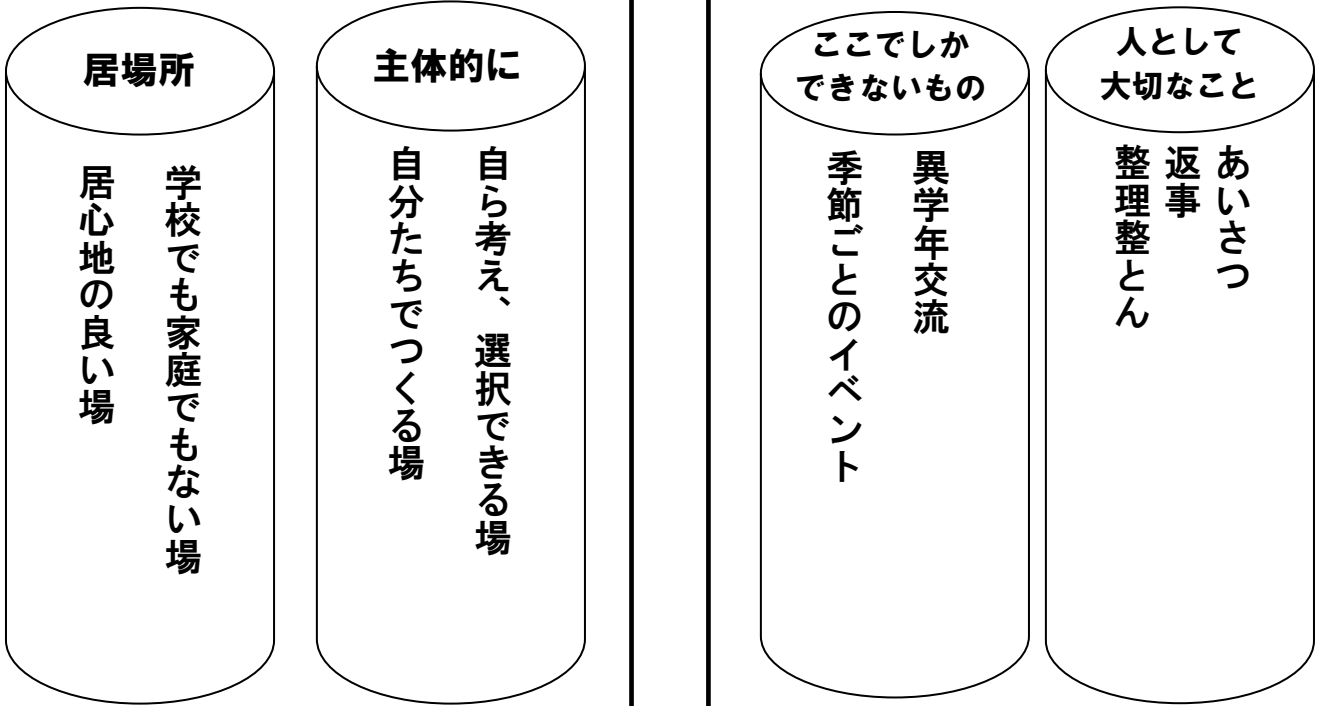 人として
大切なこと
あいさつ
返事
整理整とん
ここでしか
できないもの
異学年交流
季節ごとのイベント
主体的に
自ら考え、選択できる場
自分たちでつくる場
居場所
学校でも家庭でもない場
居心地の良い場